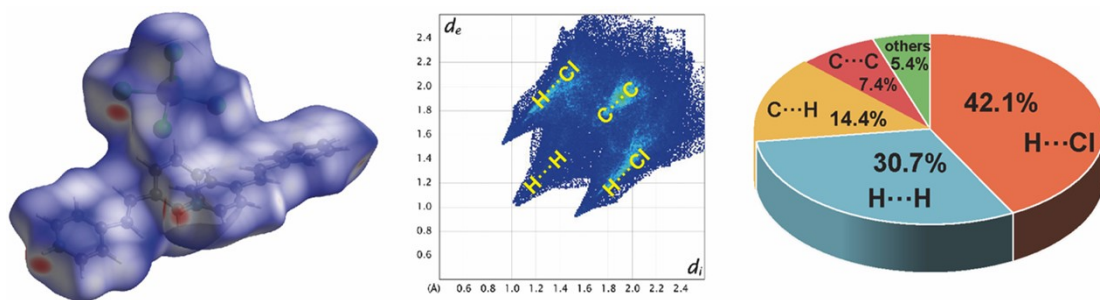 dₑ
2.4
2.2
2.0
1.8
1.6
1.4
1.2
1.0
0.8
0.6
H···Cl
C···C
H···H
H···Cl
dᵢ
(Å) 0.6 0.8 1.0 1.2 1.4 1.6 1.8 2.0 2.2 2.4
others
5.4%
C···C
7.4%
C···H
14.4%
42.1%
H···Cl
30.7%
H···H